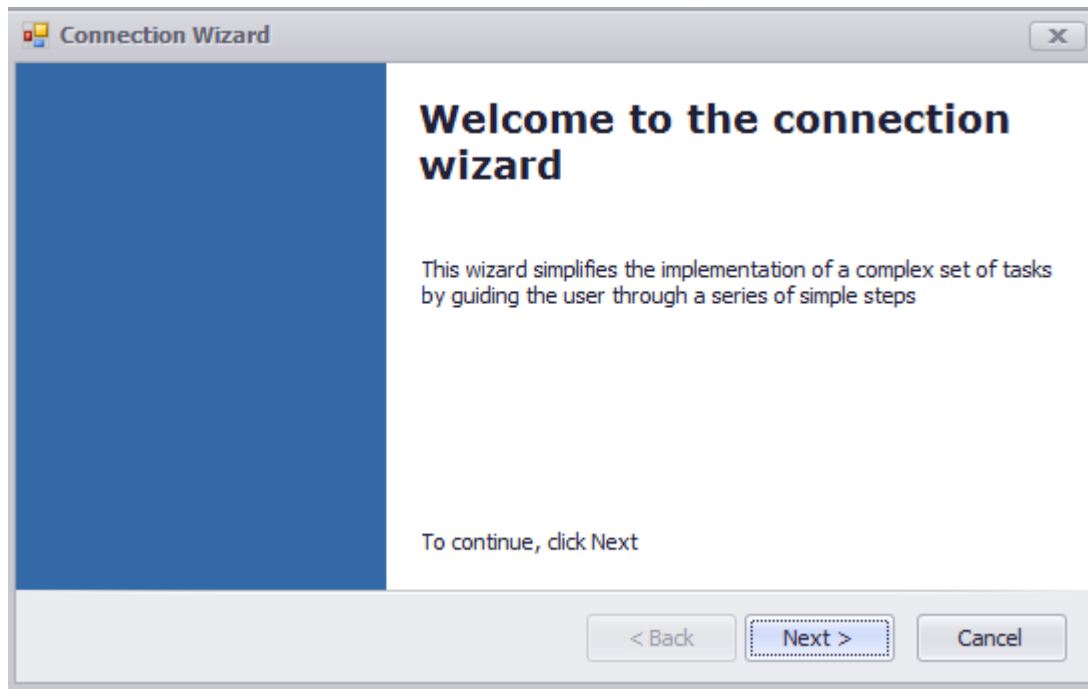 Connection Wizard
Welcome to the connection
wizard
This wizard simplifies the implementation of a complex set of tasks
by guiding the user through a series of simple steps
To continue, click Next
< Back Next > Cancel